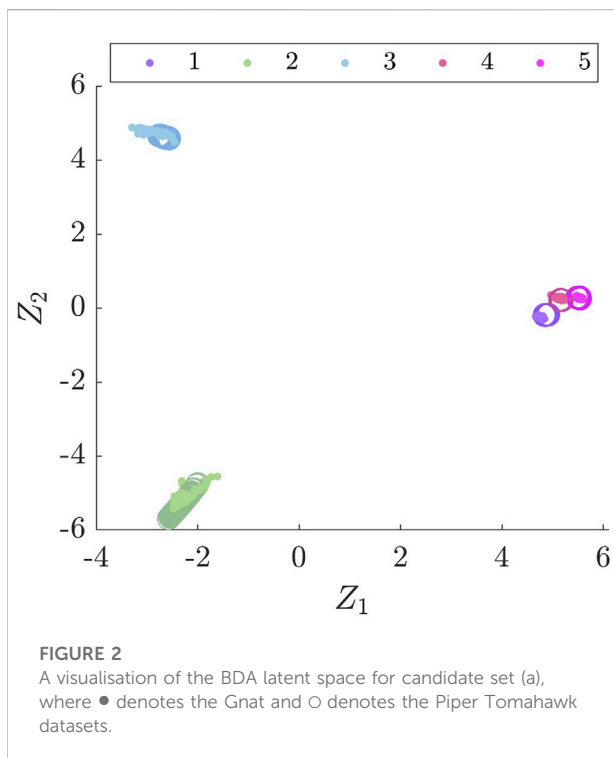 1 2 3 4 5
6
4
2
0
-2
-4
-6
Z₂
-4 -2 0 2 4 6
Z₁
FIGURE 2
A visualisation of the BDA latent space for candidate set (a),
where ● denotes the Gnat and ○ denotes the Piper Tomahawk
datasets.